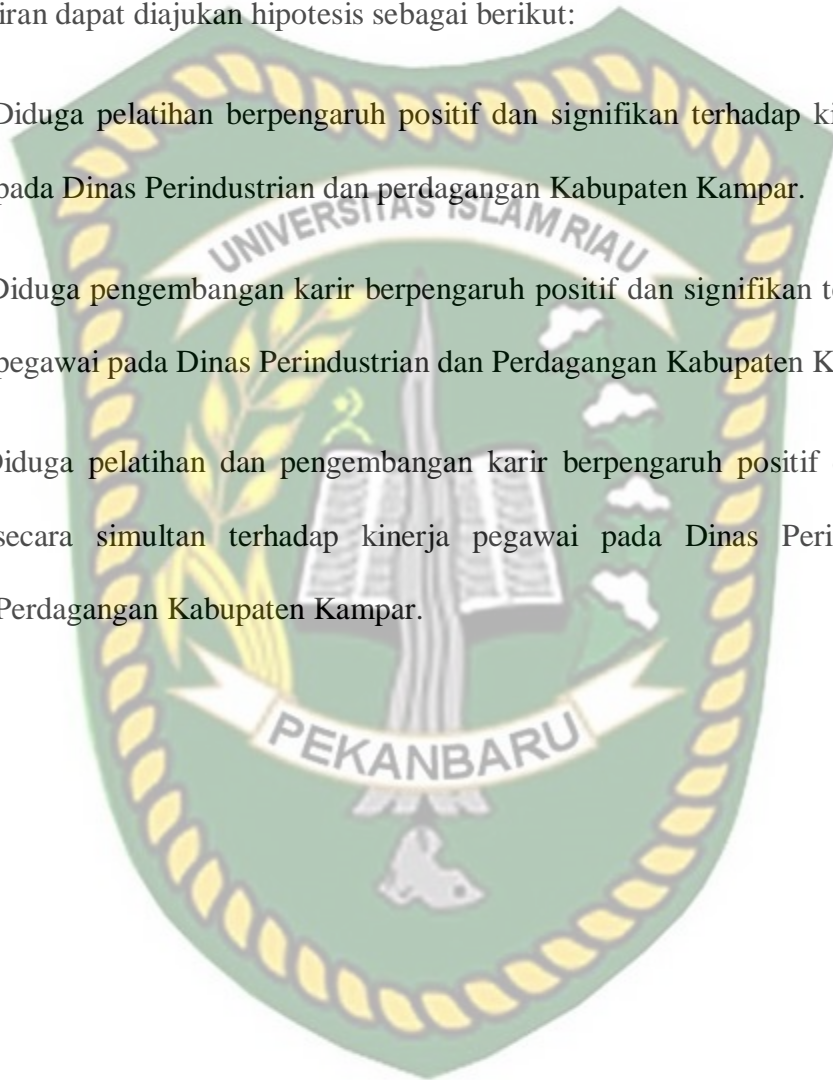 iran dapat diajukan hipotesis sebagai berikut:
Diduga pelatihan berpengaruh positif dan signifikan terhadap ki
pada Dinas Perindustrian dan perdagangan Kabupaten Kampar.
UNIVERSITAS ISLAM RIAU
Diduga pengembangan karir berpengaruh positif dan signifikan te
pegawai pada Dinas Perindustrian dan Perdagangan Kabupaten K
Diduga pelatihan dan pengembangan karir berpengaruh positif
secara simultan terhadap kinerja pegawai pada Dinas Peri
Perdagangan Kabupaten Kampar.
PEKANBARU